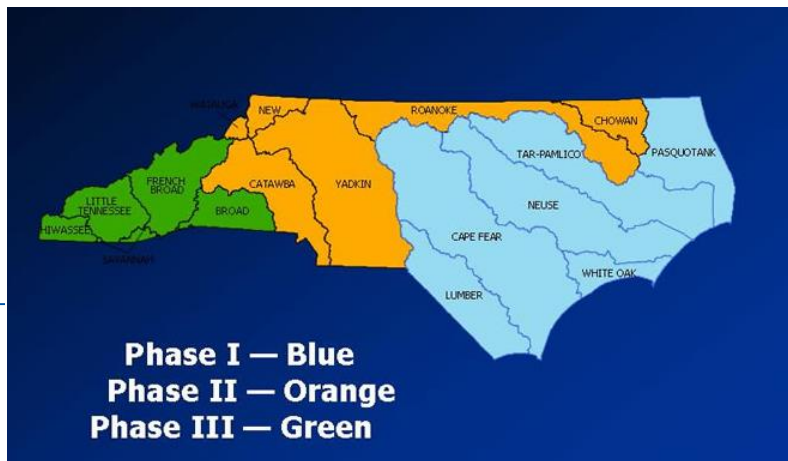 WATAUGA
NEW
ROANOKE
CHOWAN
TAR-PAMLICO
PASQUOTANK
FRENCH
BROAD
CATAWBA
YADKIN
LITTLE
TENNESSEE
BROAD
NEUSE
HIWASSEE
SAVANNAH
CAPE FEAR
WHITE OAK
LUMBER
Phase I — Blue
Phase II — Orange
Phase III — Green